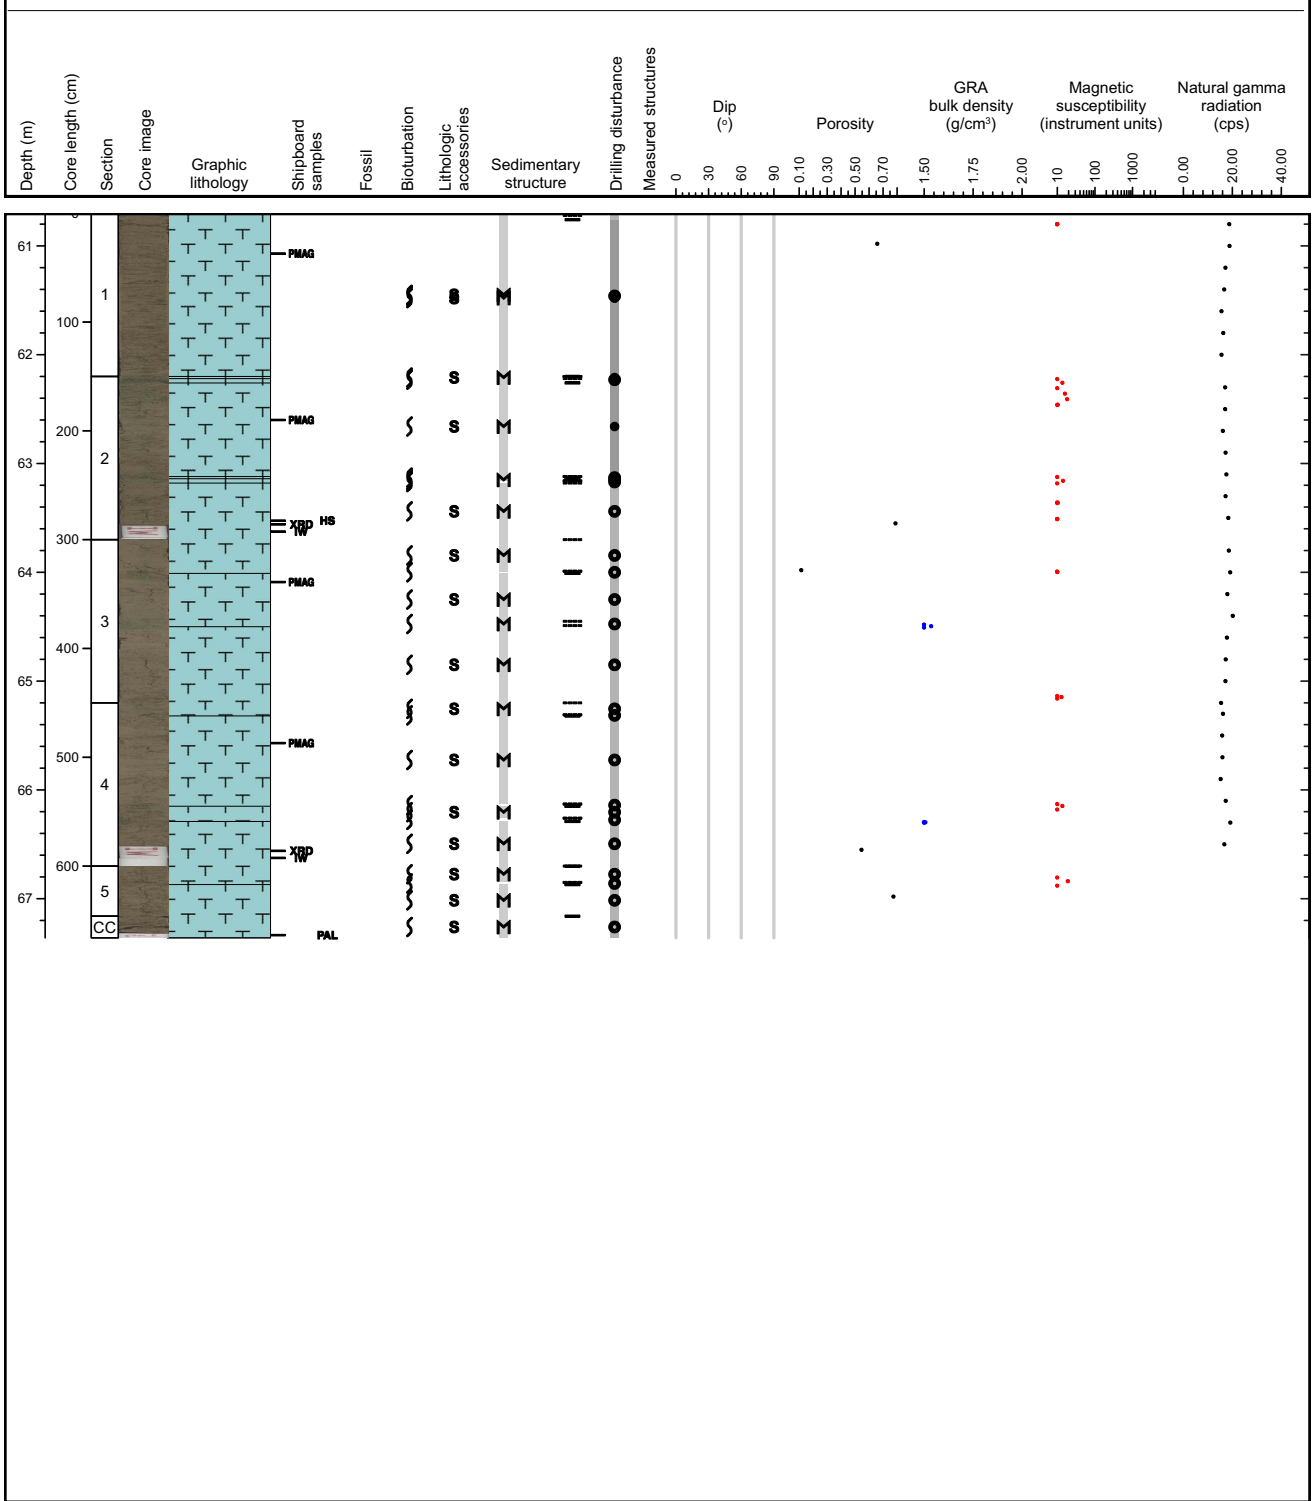 Depth (m)
Core length (cm)
Section
Core image
Graphic
lithology
Shipboard
samples
Fossil
Bioturbation
Lithologic
accessories
Sedimentary
structure
Drilling disturbance
Measured structures
Dip
(o)
0 30 60 90
Porosity
0.10 0.30 0.50 0.70
GRA
bulk density
(g/cm³)
1.50 1.75 2.00
Magnetic
susceptibility
(instrument units)
10 100 1000
Natural gamma
radiation
(cps)
0.00 20.00 40.00
61
PMAG
1 S M
100
62
S M
PMAG
200 S M
2
63
S M
HS
XRD
IW
300
S M
64
PMAG
S M
3 M
400
S M
65
S M
PMAG
500 S M
66
4 S M
XRD S M
IW
600
S M
5
67 S M
CC S M
PAL